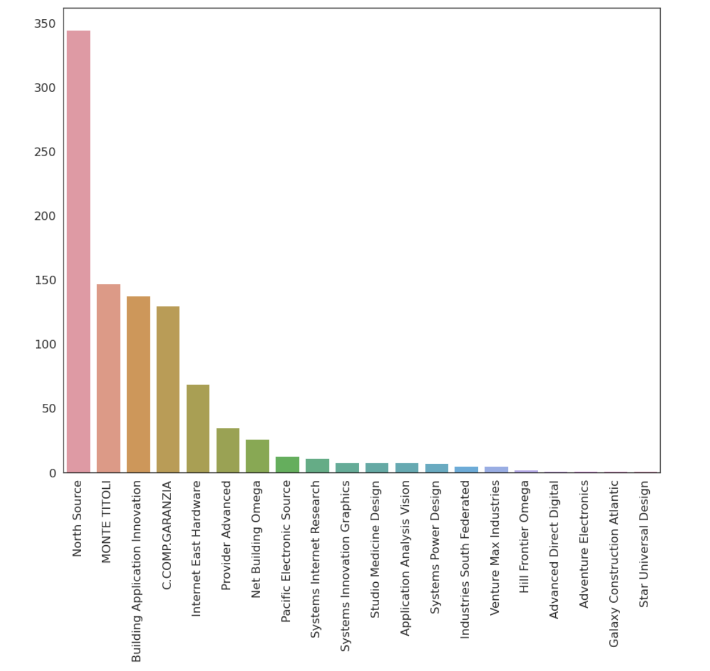 350
300
250
200
150
100
50
0
North Source
MONTE TITOLI
Building Application Innovation
C.COMP.GARANZIA
Internet East Hardware
Provider Advanced
Net Building Omega
Pacific Electronic Source
Systems Internet Research
Systems Innovation Graphics
Studio Medicine Design
Application Analysis Vision
Systems Power Design
Industries South Federated
Venture Max Industries
Hill Frontier Omega
Advanced Direct Digital
Adventure Electronics
Galaxy Construction Atlantic
Star Universal Design